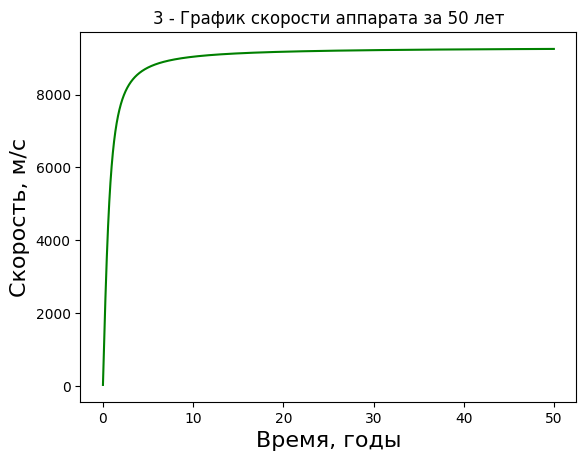 3 - График скорости аппарата за 50 лет
Скорость, м/с
8000
6000
4000
2000
0
0 10 20 30 40 50
Время, годы